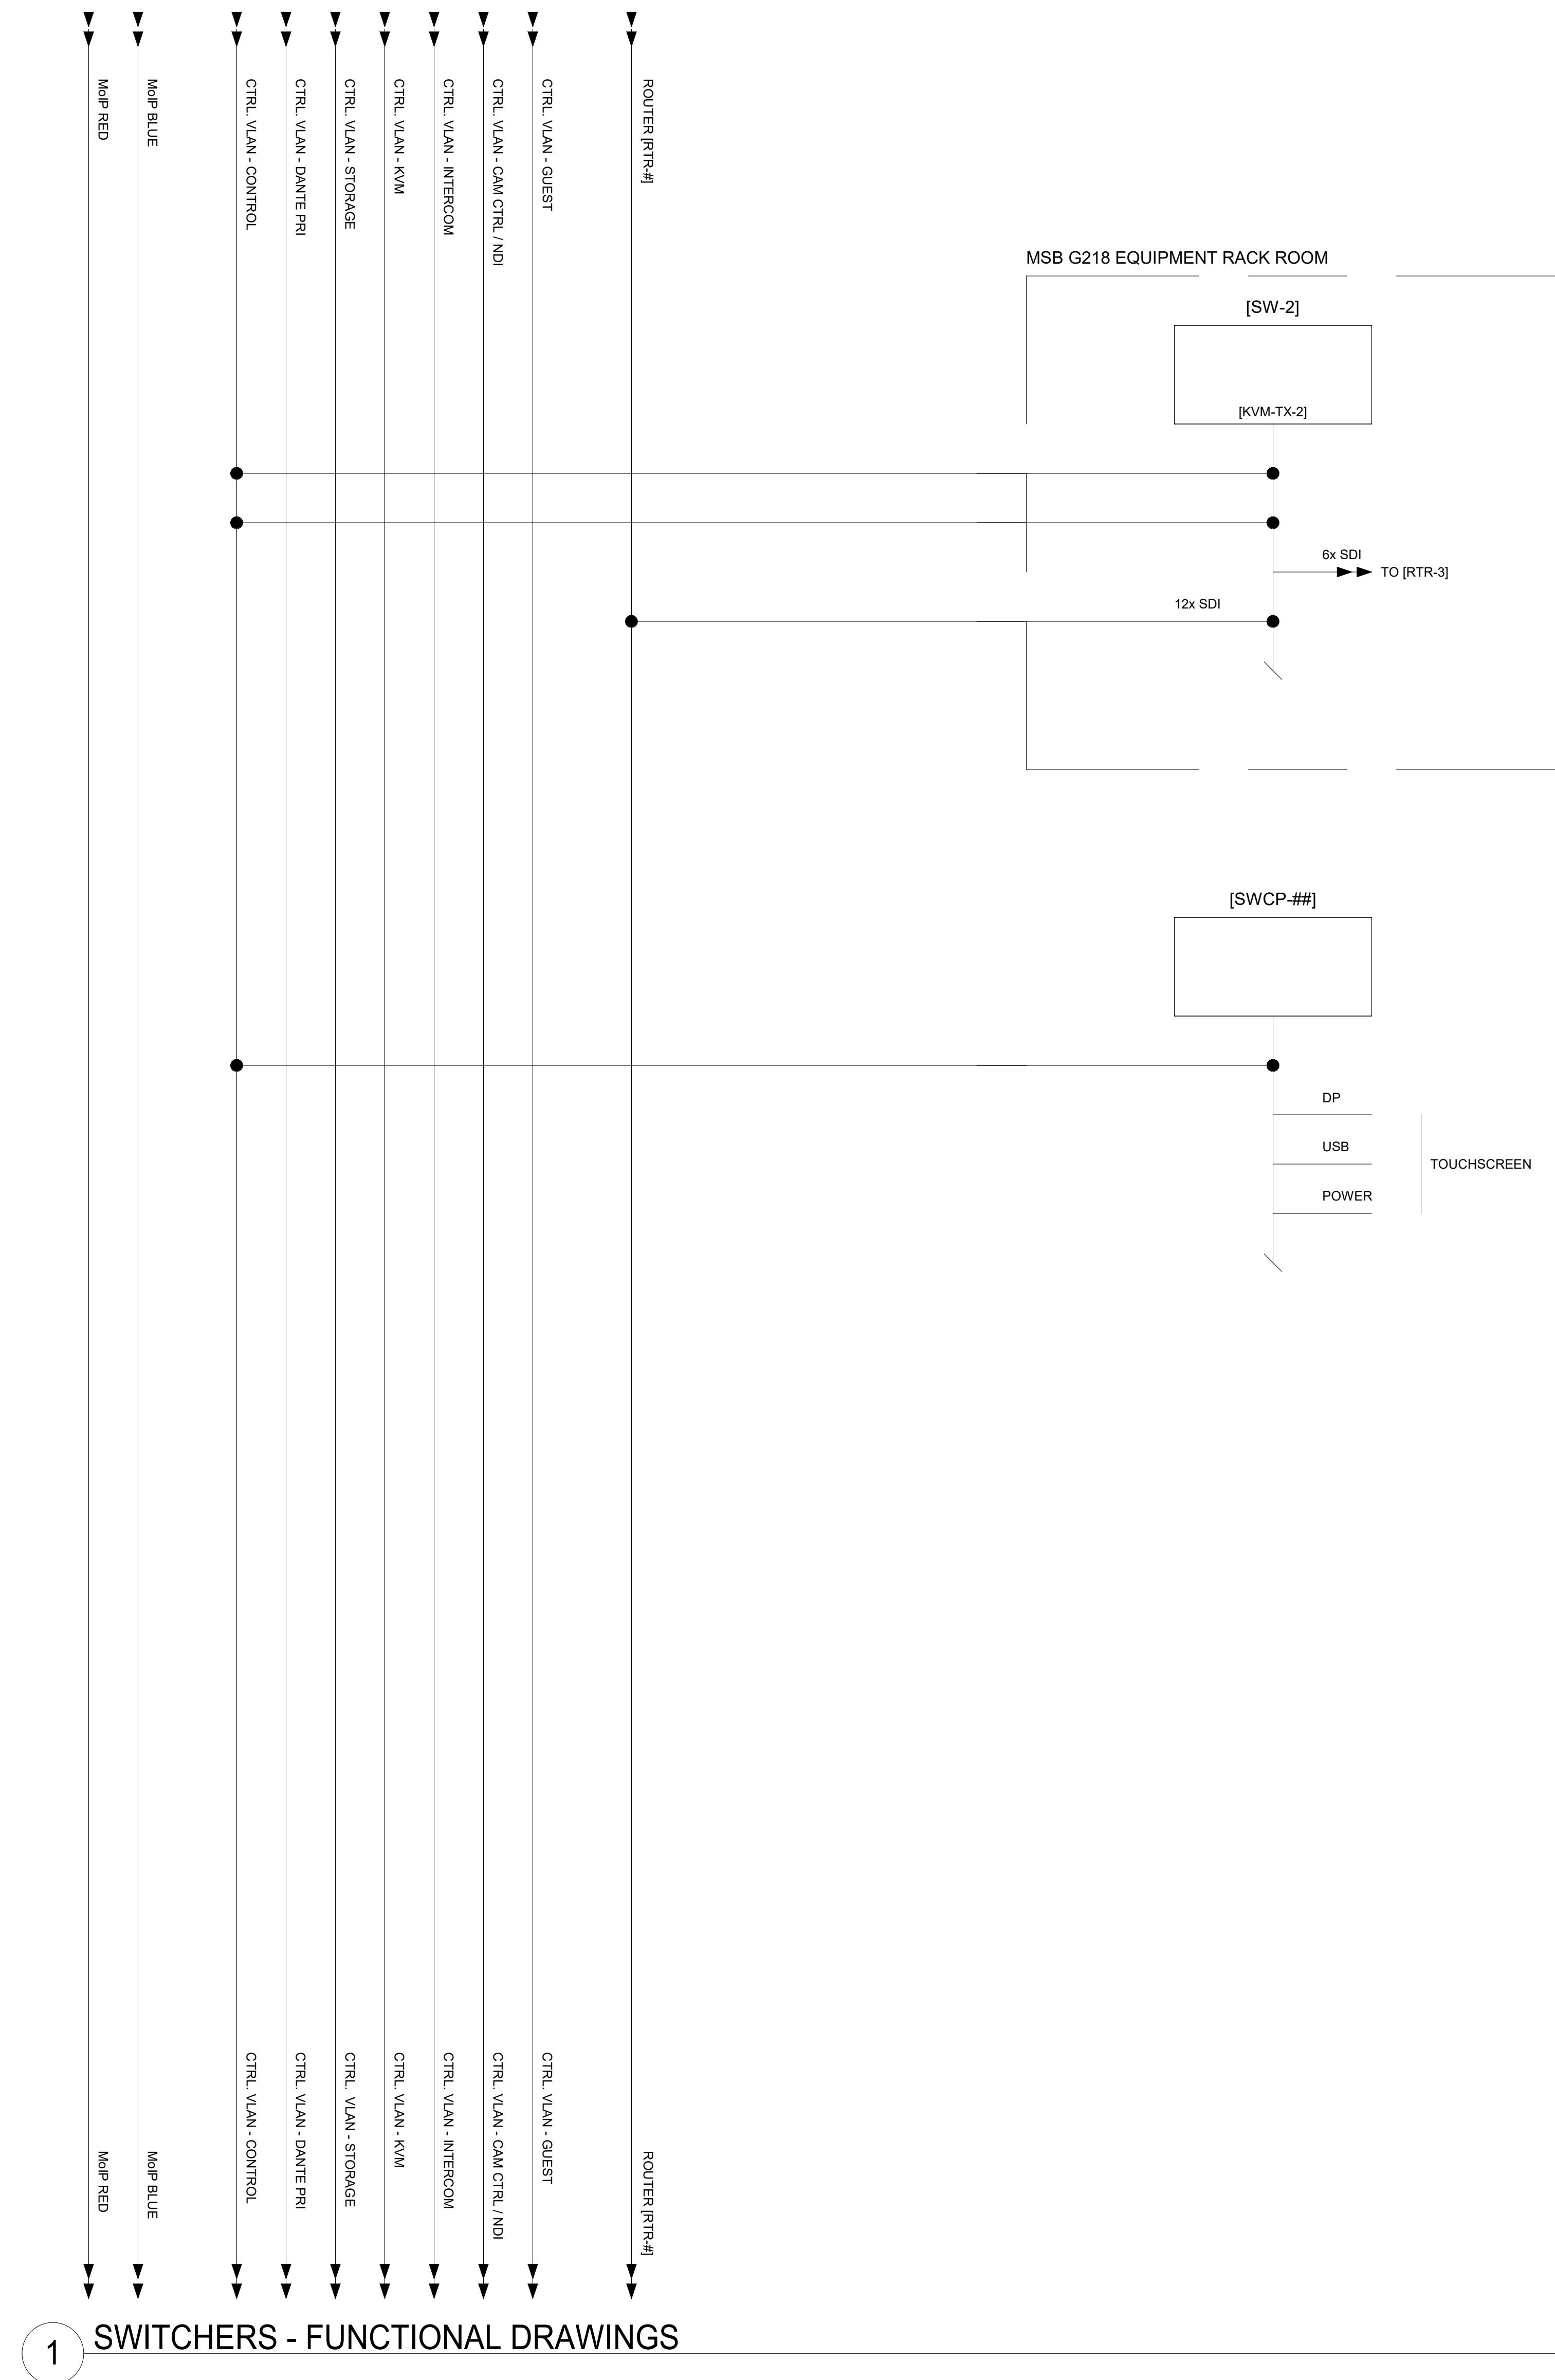 MoIP RED
MoIP BLUE
CTRL. VLAN - CONTROL
CTRL. VLAN - DANTE PRI
CTRL. VLAN - STORAGE
CTRL. VLAN - KVM
CTRL. VLAN - INTERCOM
CTRL. VLAN - CAM CTRL / NDI
CTRL. VLAN - GUEST
ROUTER [RTR-#]
MSB G218 EQUIPMENT RACK ROOM
[SW-2]
[KVM-TX-2]
6x SDI
TO [RTR-3]
12x SDI
[SWCP-##]
DP
USB
TOUCHSCREEN
POWER
MoIP RED
MoIP BLUE
CTRL. VLAN - CONTROL
CTRL. VLAN - DANTE PRI
CTRL. VLAN - STORAGE
CTRL. VLAN - KVM
CTRL. VLAN - INTERCOM
CTRL. VLAN - CAM CTRL / NDI
CTRL. VLAN - GUEST
ROUTER [RTR-#]
1 SWITCHERS - FUNCTIONAL DRAWINGS